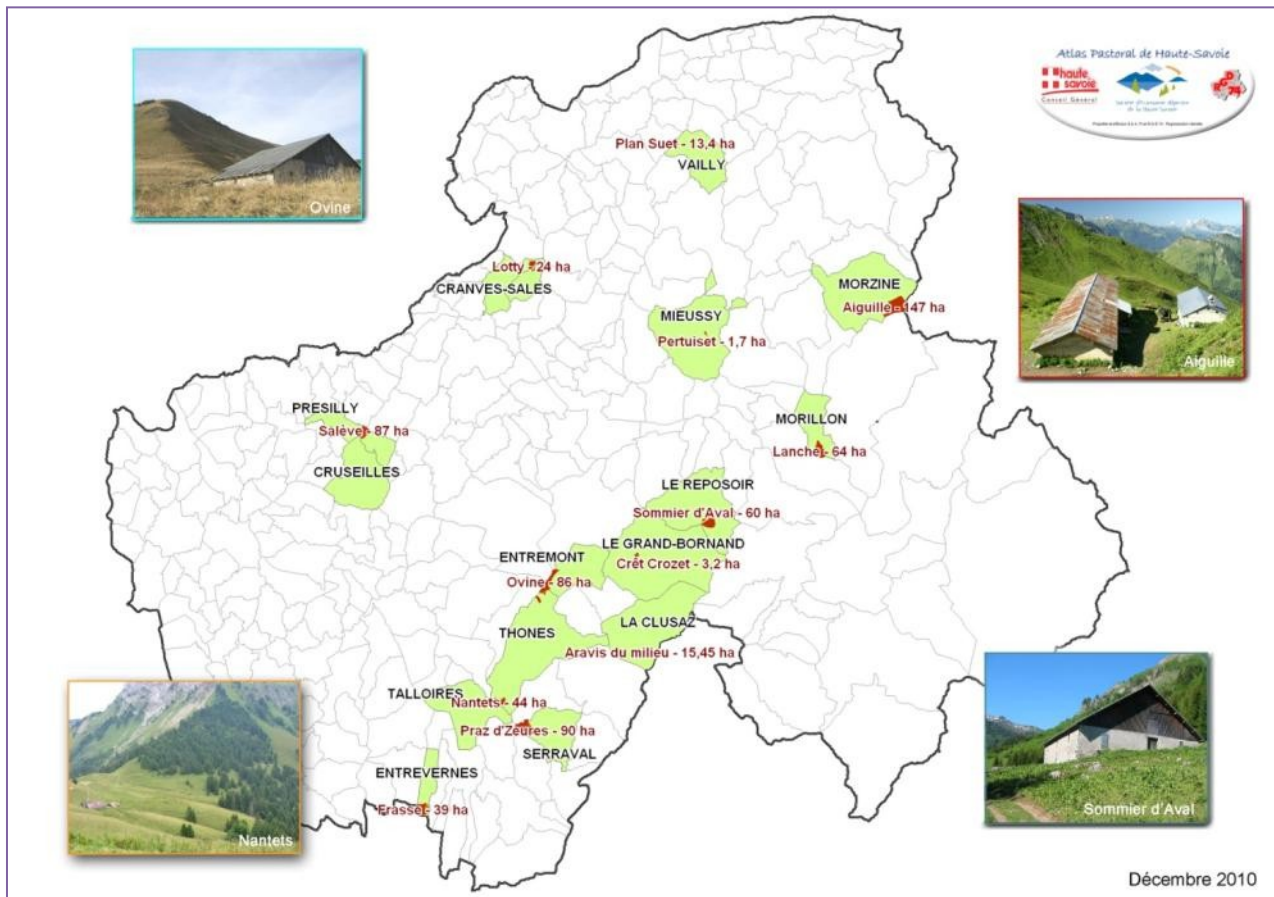 Atlas Pastoral de Haute-Savoie
haute
savoie
Conseil Général
RGD
74
Ovine
Plan Suet - 13,4 ha
VAILLY
Lotty - 24 ha
CRANVES-SALES
MORZINE
Aiguille - 147 ha
MIEUSSY
Pertuiset - 1,7 ha
Aiguille
PRESILLY
Salève - 87 ha
CRUSEILLES
MORILLON
Lanche - 64 ha
LE REPOSOIR
Sommier d'Aval - 60 ha
LE GRAND-BORNAND
Crêt Crozet - 3,2 ha
ENTREMONT
Ovine - 86 ha
THONES
LA CLUSAZ
Aravis du milieu - 15,45 ha
TALLOIRES
Nantets - 44 ha
Praz d'Zeures - 90 ha
SERRAVAL
ENTREVERNES
Frasse - 39 ha
Nantets
Sommier d'Aval
Décembre 2010